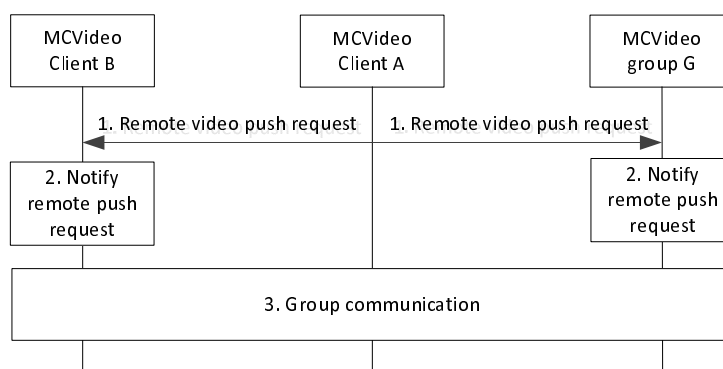 MCVideo
Client B
MCVideo
Client A
MCVideo
group G
1. Remote video push request
1. Remote video push request
2. Notify
remote push
request
2. Notify
remote push
request
3. Group communication